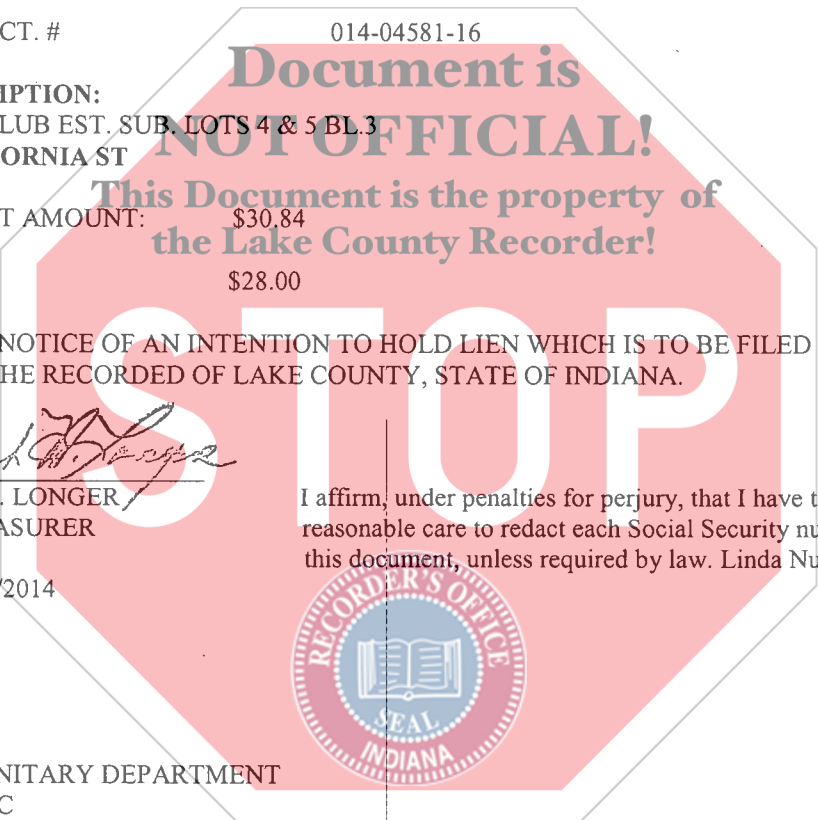 CT. # 014-04581-16
Document is
IPTION:
LUB EST. SUB. LOTS 4 & 5 BL.3
NOT OFFICIAL!
ORNIA ST
This Document is the property of
T AMOUNT: $30.84
the Lake County Recorder!
$28.00
STOP
NOTICE OF AN INTENTION TO HOLD LIEN WHICH IS TO BE FILED
HE RECORDED OF LAKE COUNTY, STATE OF INDIANA.
. LONGER
ASURER
I affirm, under penalties for perjury, that I have t
reasonable care to redact each Social Security nu
this document, unless required by law. Linda Nu
/2014
RECORDER'S OFFICE
SEAL
INDIANA
NITARY DEPARTMENT
C